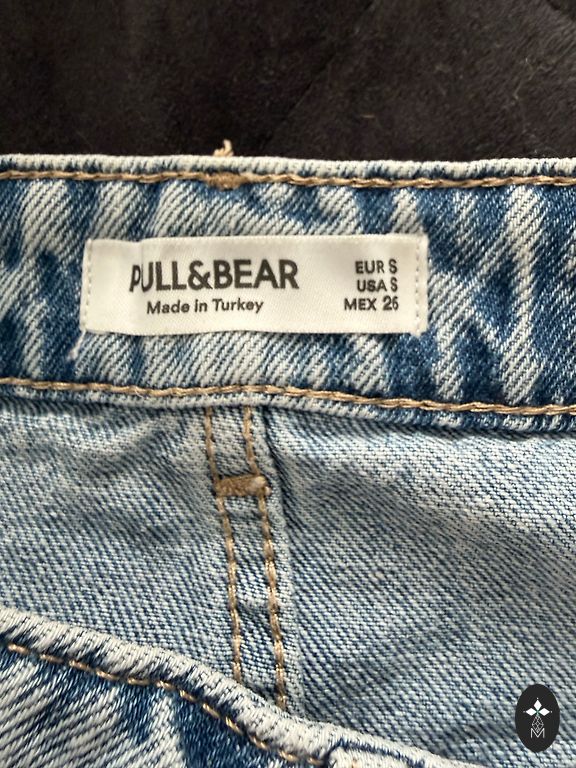 PULL&BEAR
Made in Turkey
EUR S
USA S
MEX 26
M